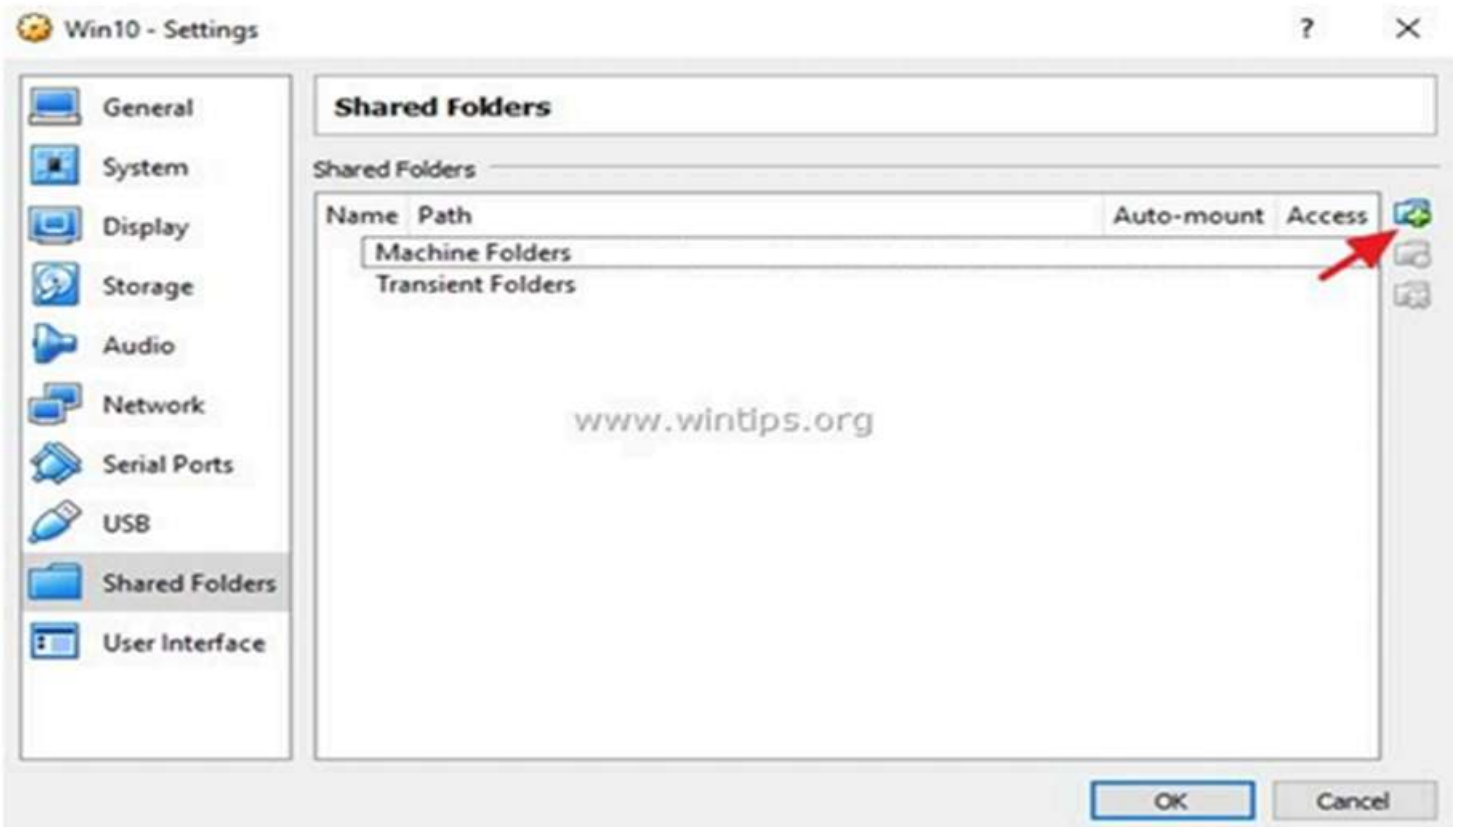 Win10 - Settings
?
General
System
Display
Storage
Audio
Network
Serial Ports
USB
Shared Folders
User Interface
Shared Folders
Shared Folders
Name Path Auto-mount Access
Machine Folders
Transient Folders
www.wintips.org
OK Cancel